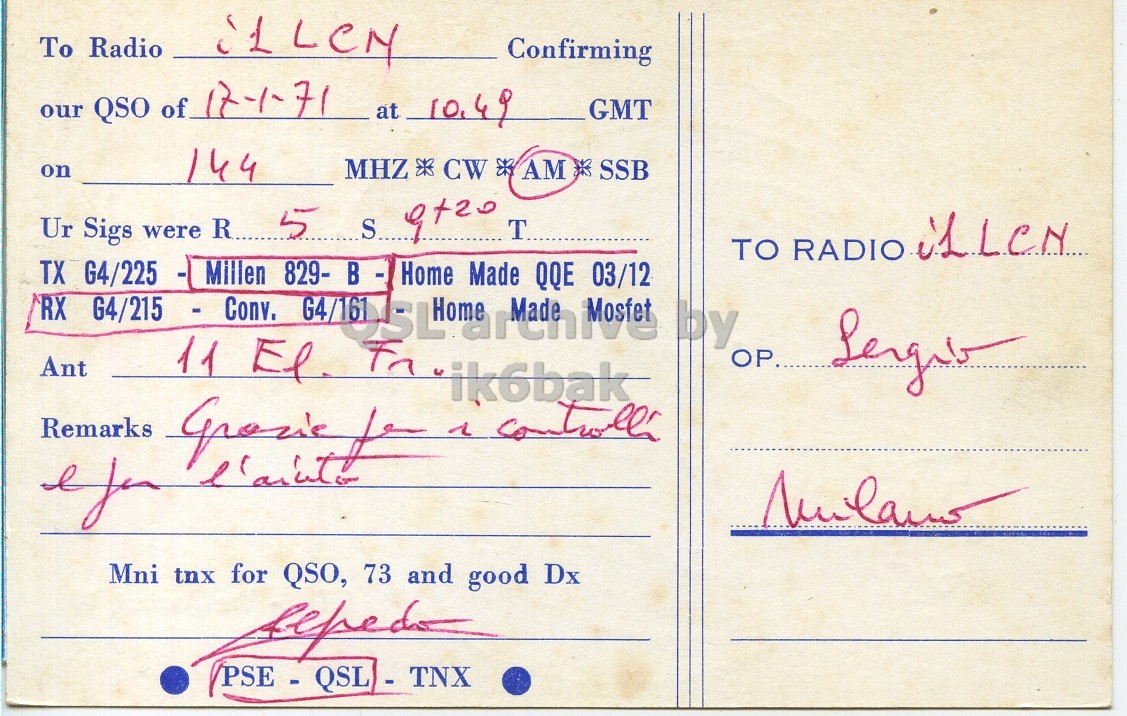 To Radio i1LCN Confirming
our QSO of 17-1-71 at 10.49 GMT
on 144 MHZ ※ CW ※ AM ※ SSB
Ur Sigs were R 5 S 9+20 T
TX G4/225 - Millen 829- B - Home Made QQE 03/12
RX G4/215 - Conv. G4/161 - Home Made Mosfet
QSL archive by
ik6bak
Ant 11 El. Fr.
Remarks Grazie per i controlli
e per l'aiuto
Mni tnx for QSO, 73 and good Dx
Alfredo
PSE - QSL - TNX
TO RADIO i1LCN
OP. Sergio
Milano